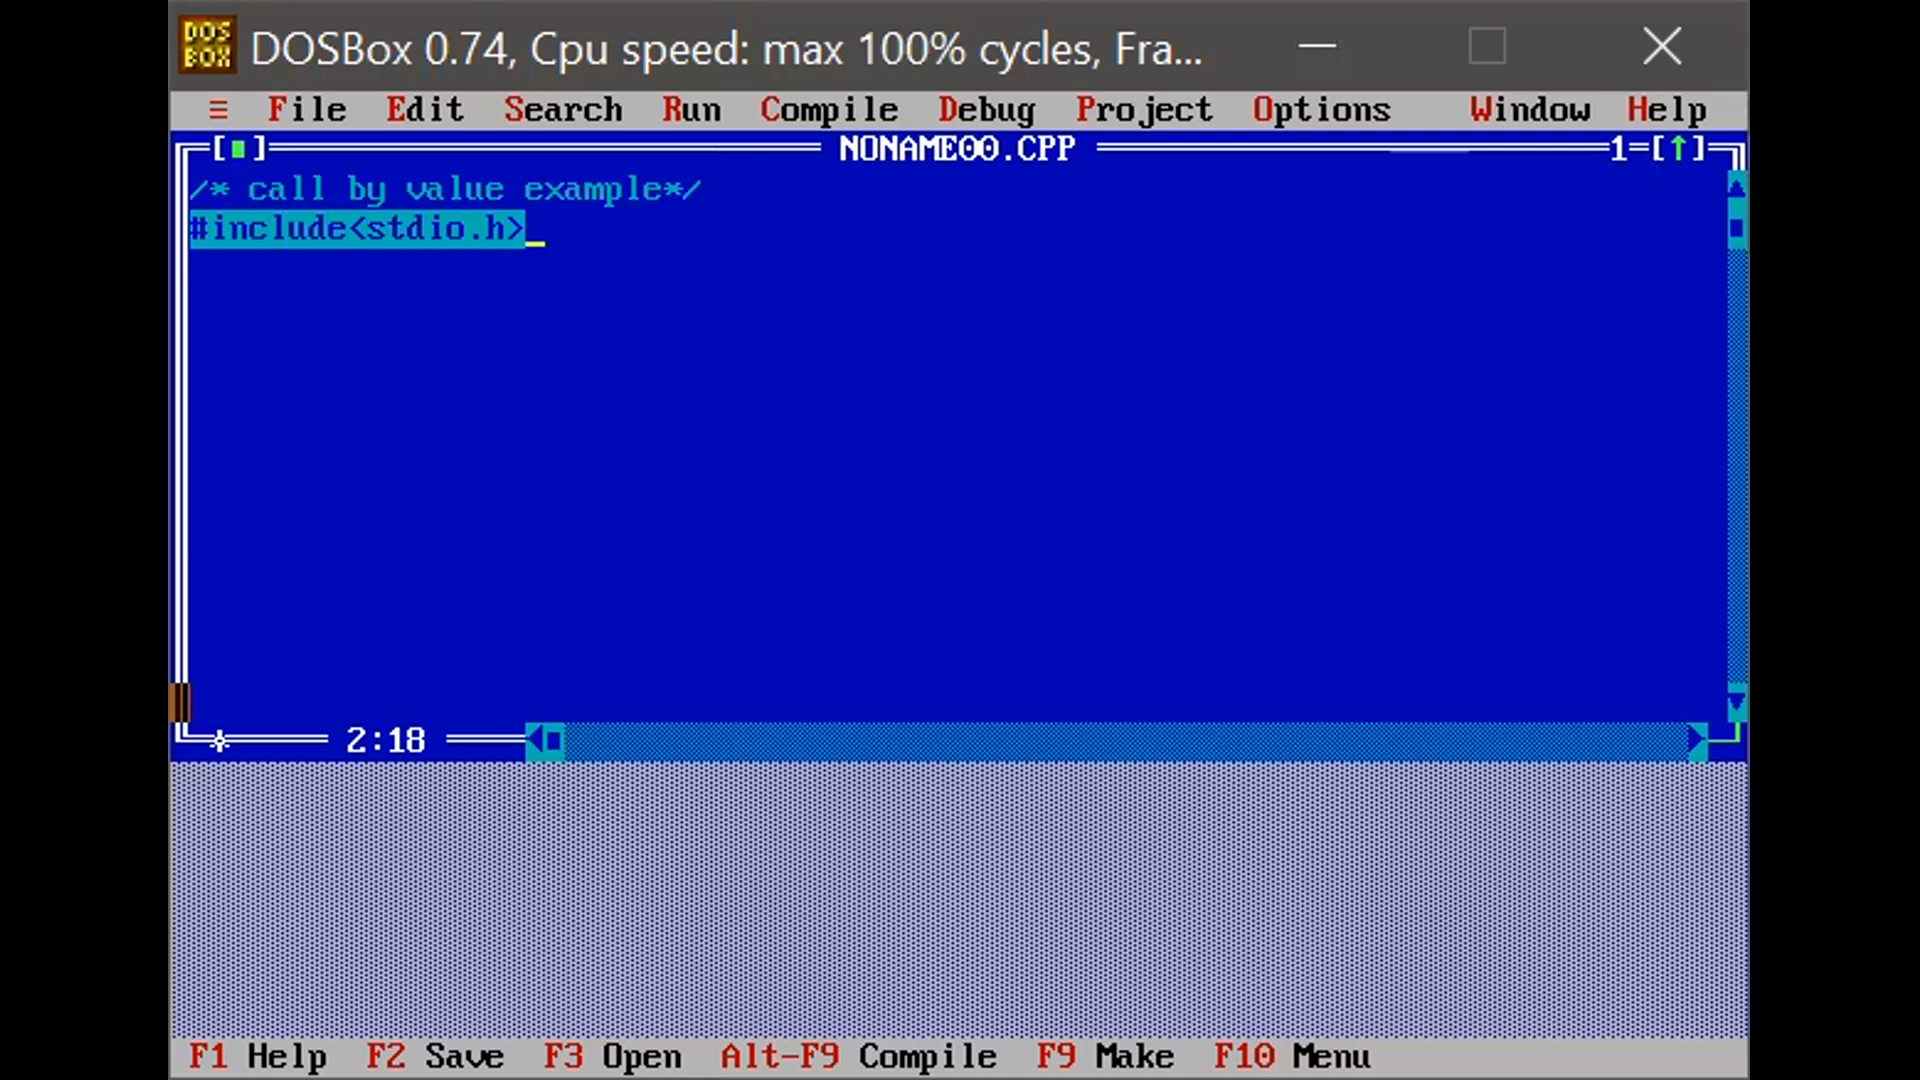 DOS BOX DOSBox 0.74, Cpu speed: max 100% cycles, Fra...
≡ File Edit Search Run Compile Debug Project Options Window Help
[■] NONAME00.CPP 1=[↑]
/* call by value example*/
#include<stdio.h>_
2:18
F1 Help F2 Save F3 Open Alt-F9 Compile F9 Make F10 Menu